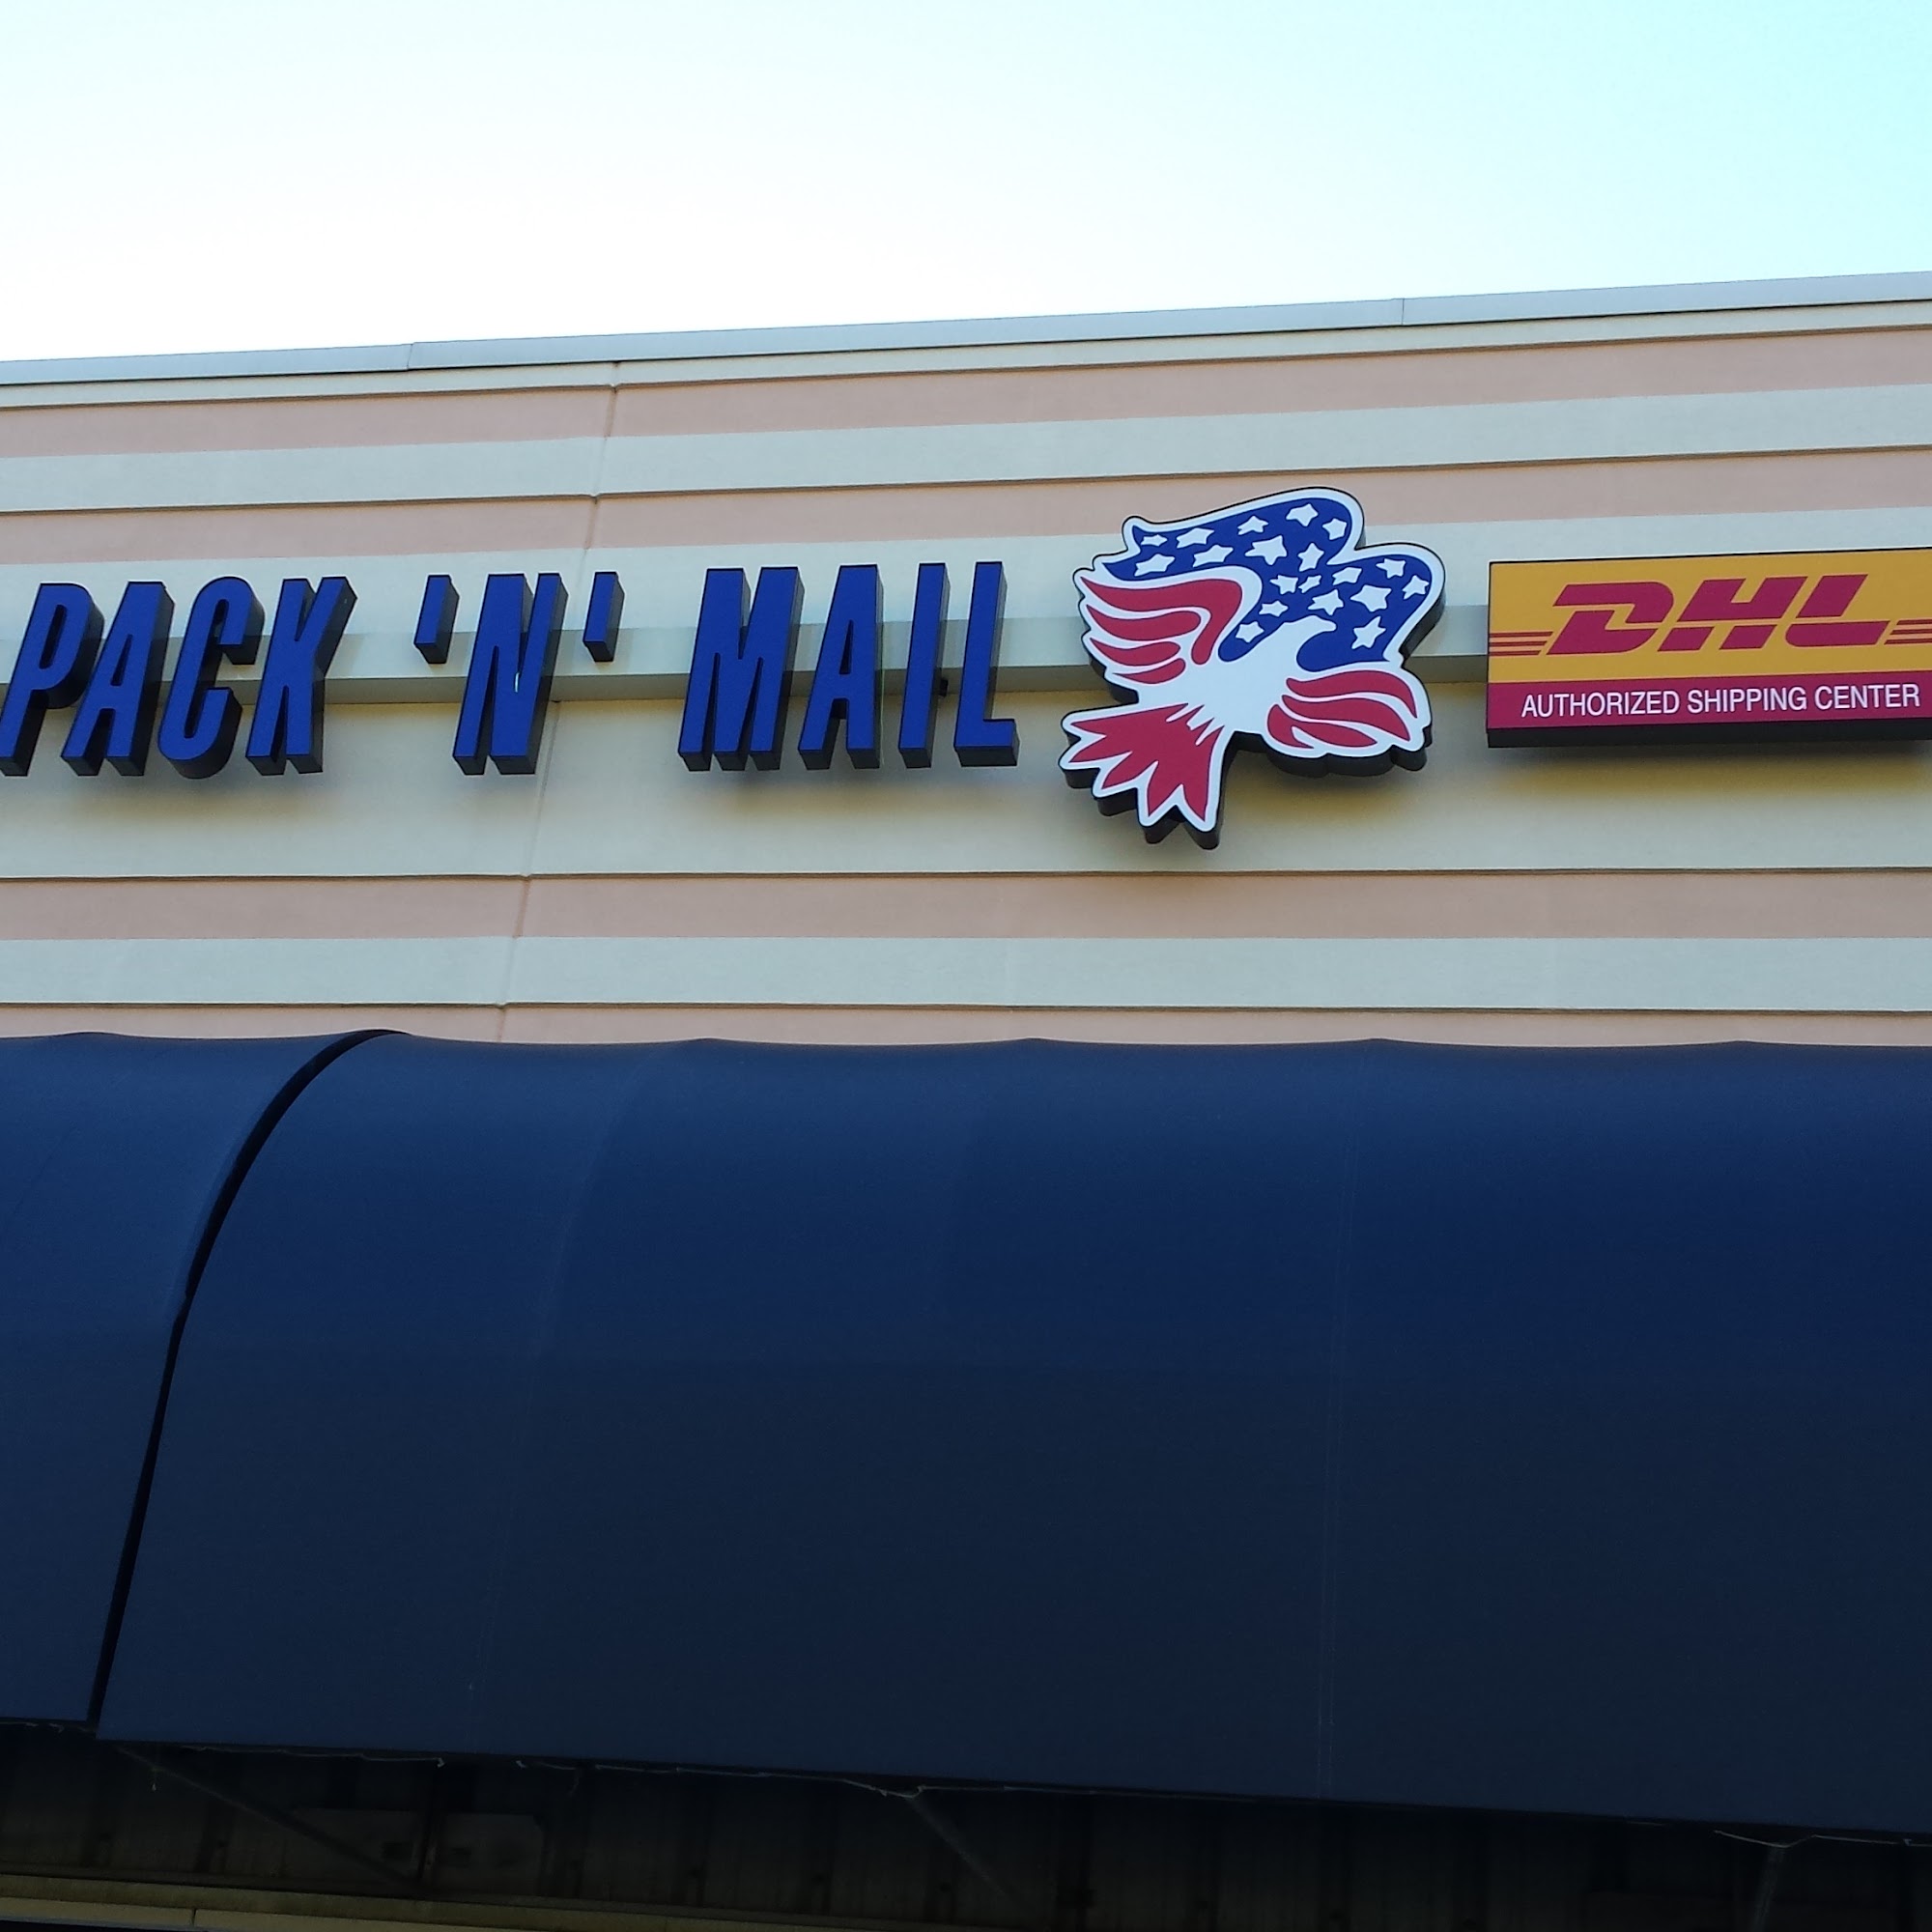 PACK 'N' MAIL
DHL
AUTHORIZED SHIPPING CENTER